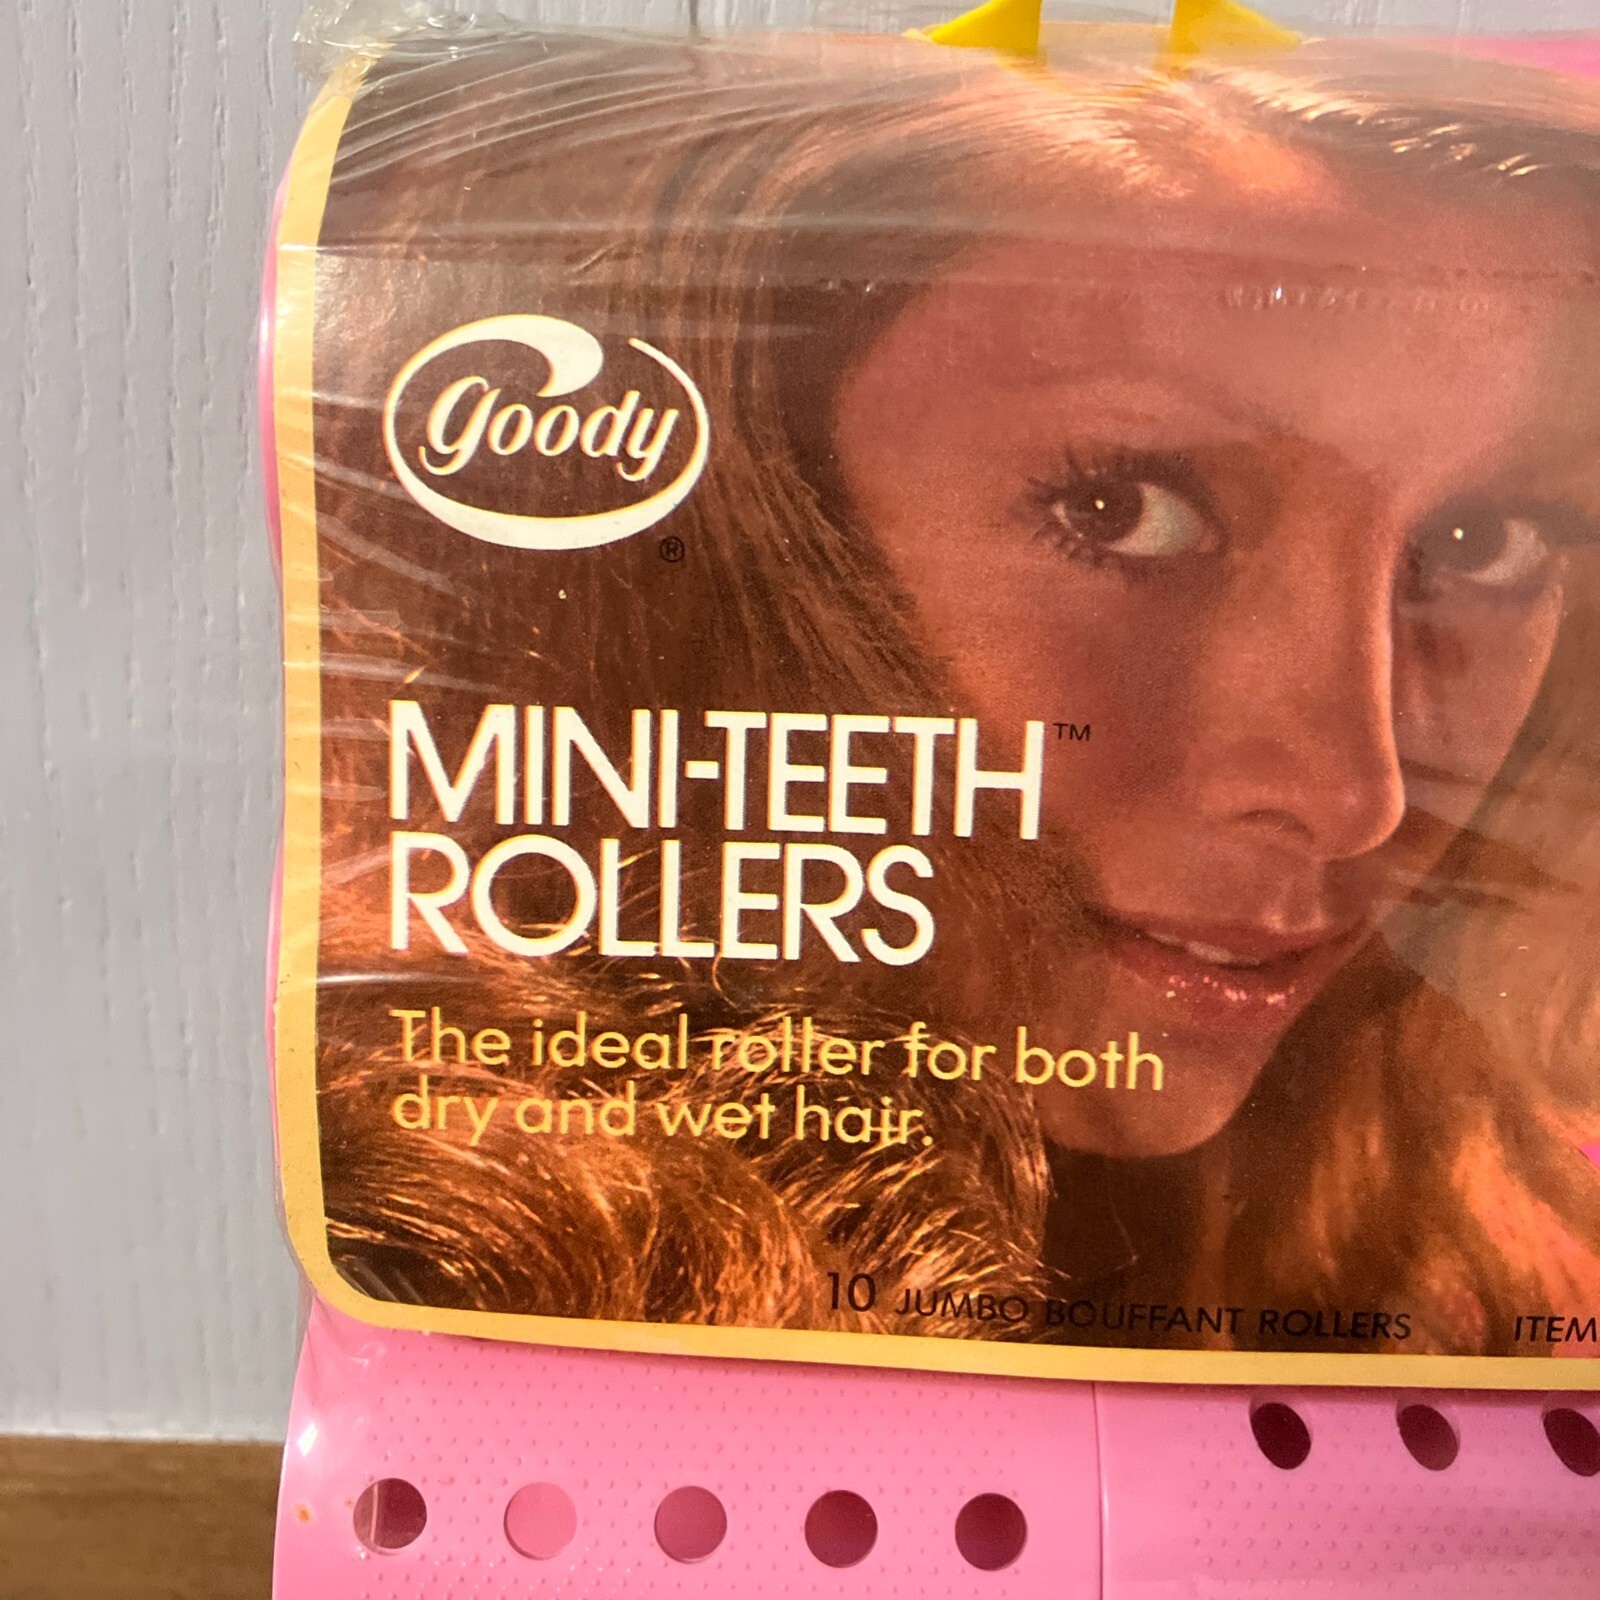 goody
®
MINI-TEETH™
ROLLERS
The ideal roller for both
dry and wet hair.
10 JUMBO BOUFFANT ROLLERS ITEM